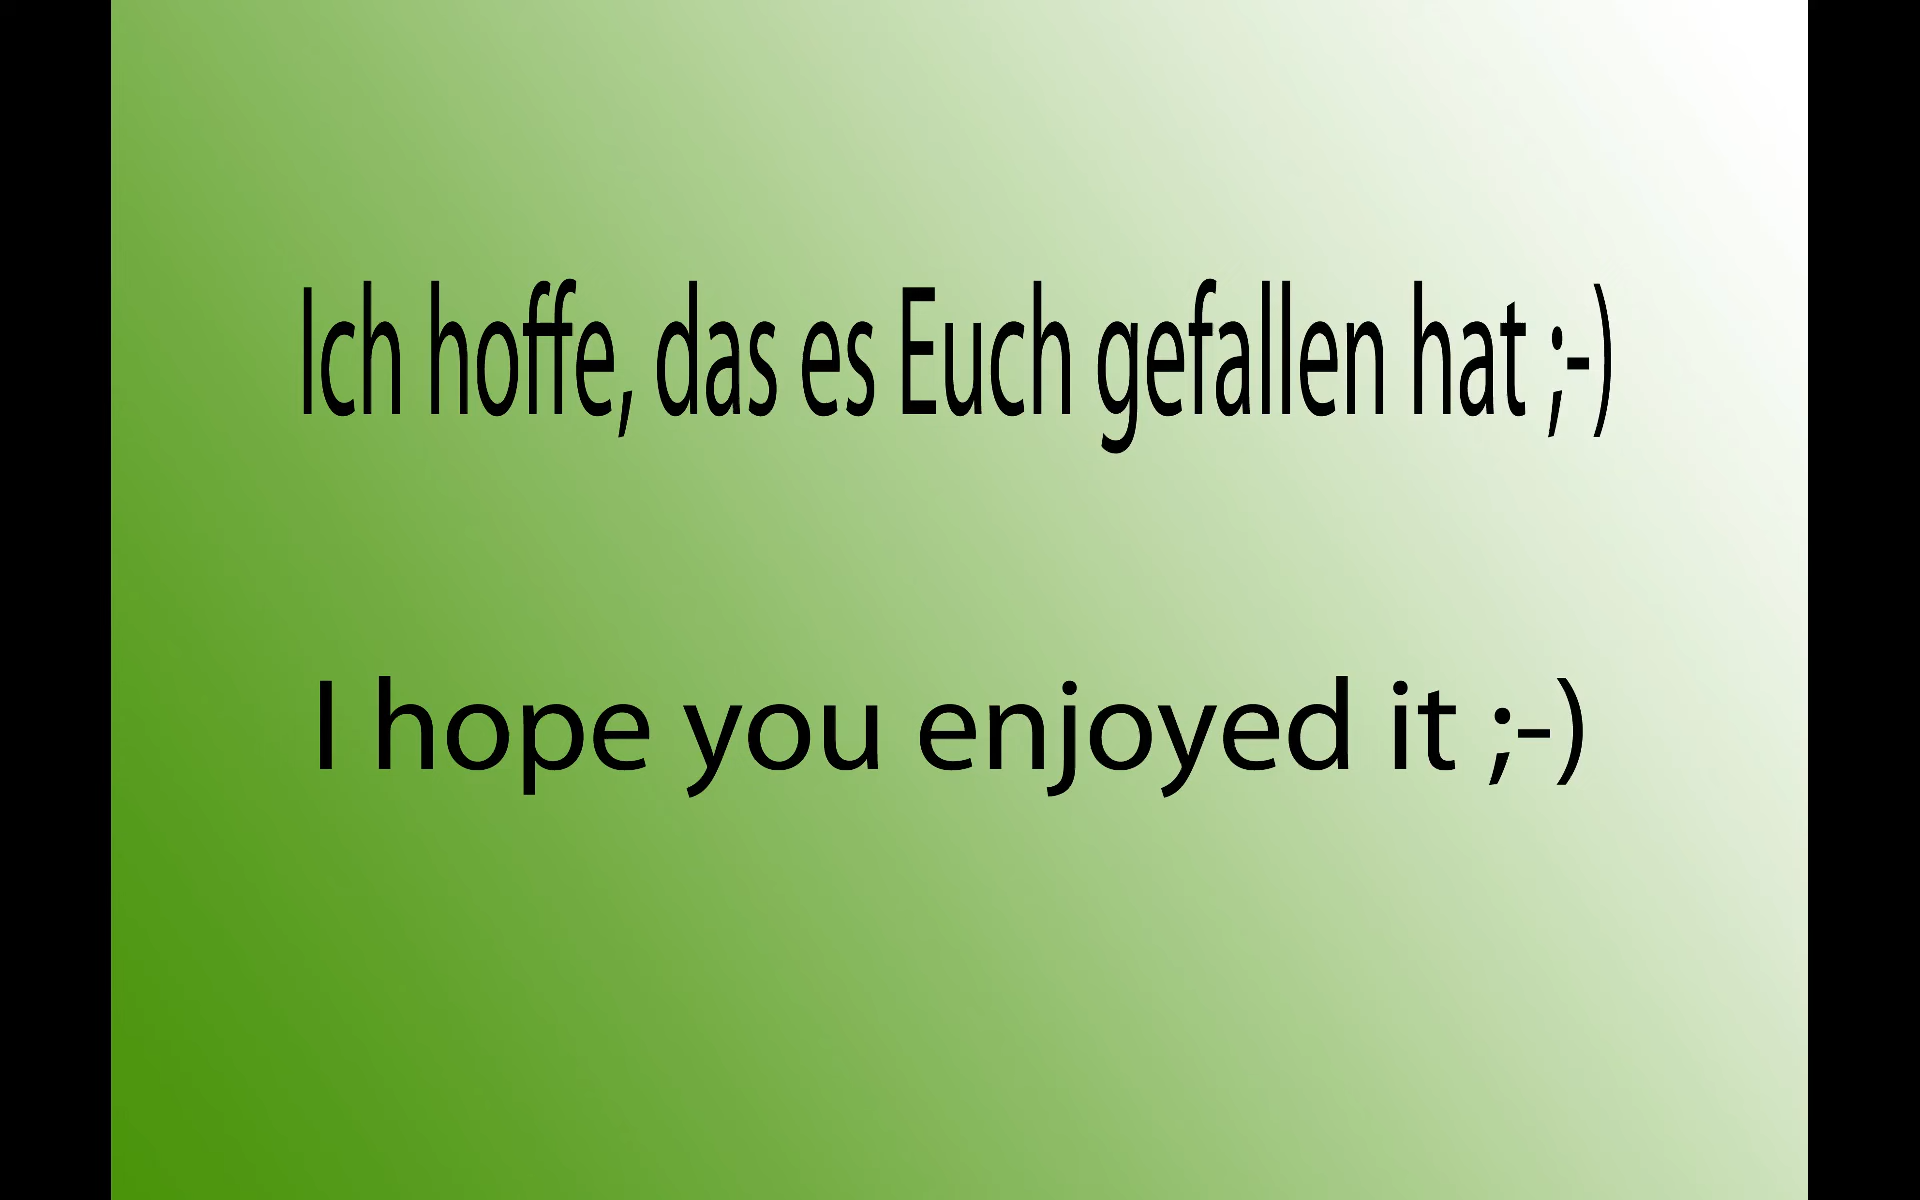 Ich hoffe, das es Euch gefallen hat ;-)
I hope you enjoyed it ;-)